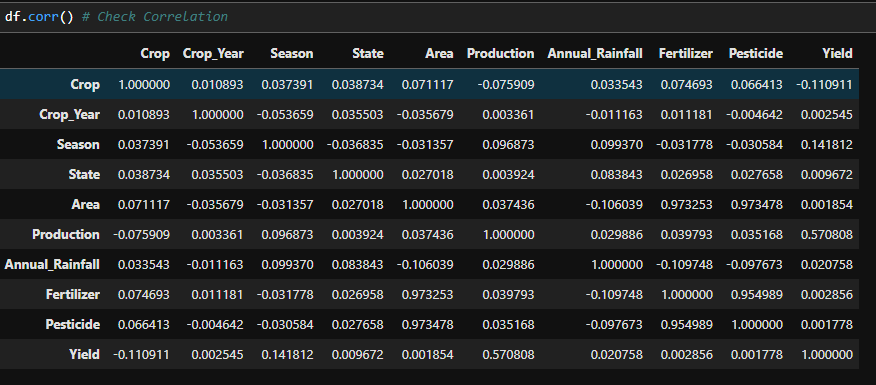 df.corr() # Check Correlation
Crop Crop_Year Season State Area Production Annual_Rainfall Fertilizer Pesticide Yield
Crop 1.000000 0.010893 0.037391 0.038734 0.071117 -0.075909 0.033543 0.074693 0.066413 -0.110911
Crop_Year 0.010893 1.000000 -0.053659 0.035503 -0.035679 0.003361 -0.011163 0.011181 -0.004642 0.002545
Season 0.037391 -0.053659 1.000000 -0.036835 -0.031357 0.096873 0.099370 -0.031778 -0.030584 0.141812
State 0.038734 0.035503 -0.036835 1.000000 0.027018 0.003924 0.083843 0.026958 0.027658 0.009672
Area 0.071117 -0.035679 -0.031357 0.027018 1.000000 0.037436 -0.106039 0.973253 0.973478 0.001854
Production -0.075909 0.003361 0.096873 0.003924 0.037436 1.000000 0.029886 0.039793 0.035168 0.570808
Annual_Rainfall 0.033543 -0.011163 0.099370 0.083843 -0.106039 0.029886 1.000000 -0.109748 -0.097673 0.020758
Fertilizer 0.074693 0.011181 -0.031778 0.026958 0.973253 0.039793 -0.109748 1.000000 0.954989 0.002856
Pesticide 0.066413 -0.004642 -0.030584 0.027658 0.973478 0.035168 -0.097673 0.954989 1.000000 0.001778
Yield -0.110911 0.002545 0.141812 0.009672 0.001854 0.570808 0.020758 0.002856 0.001778 1.000000